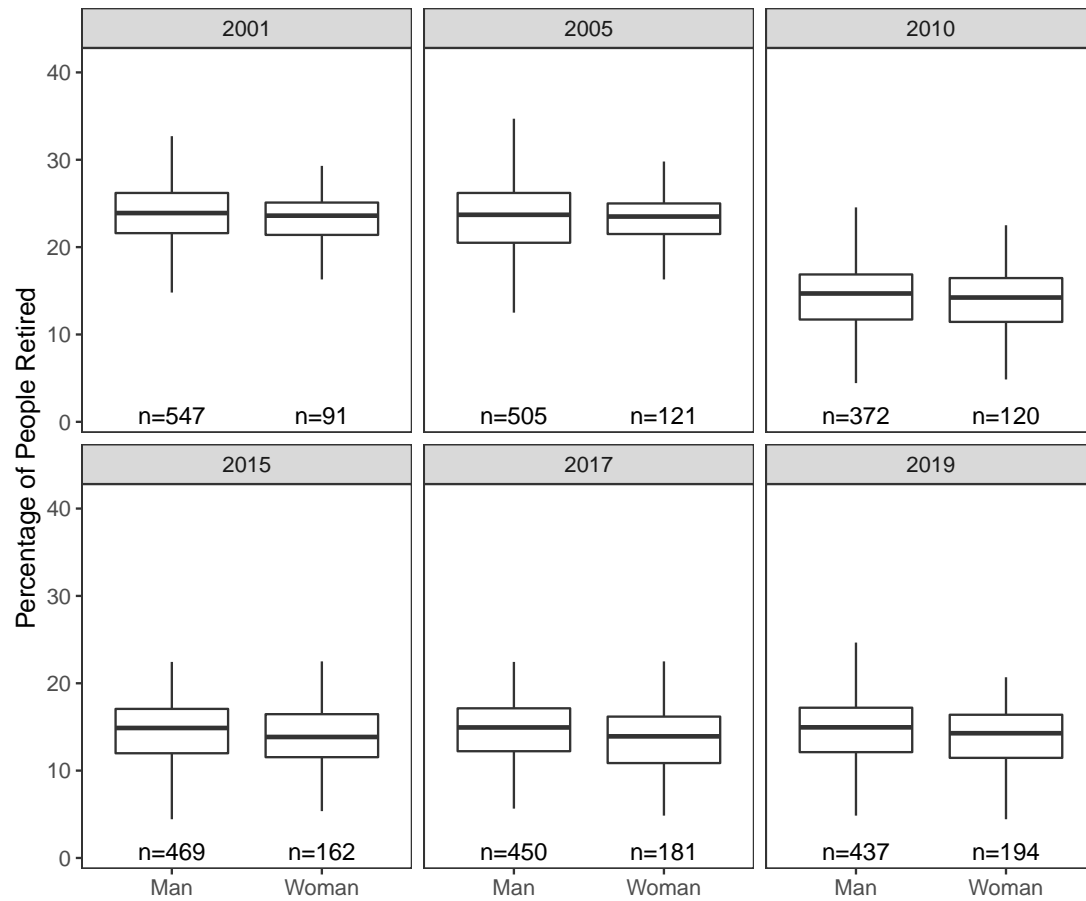 2001 2005 2010
40
30
20
10
0
n=547 n=91 n=505 n=121 n=372 n=120
2015 2017 2019
40
30
20
10
0
n=469 n=162 n=450 n=181 n=437 n=194
Man Woman Man Woman Man Woman
Percentage of People Retired